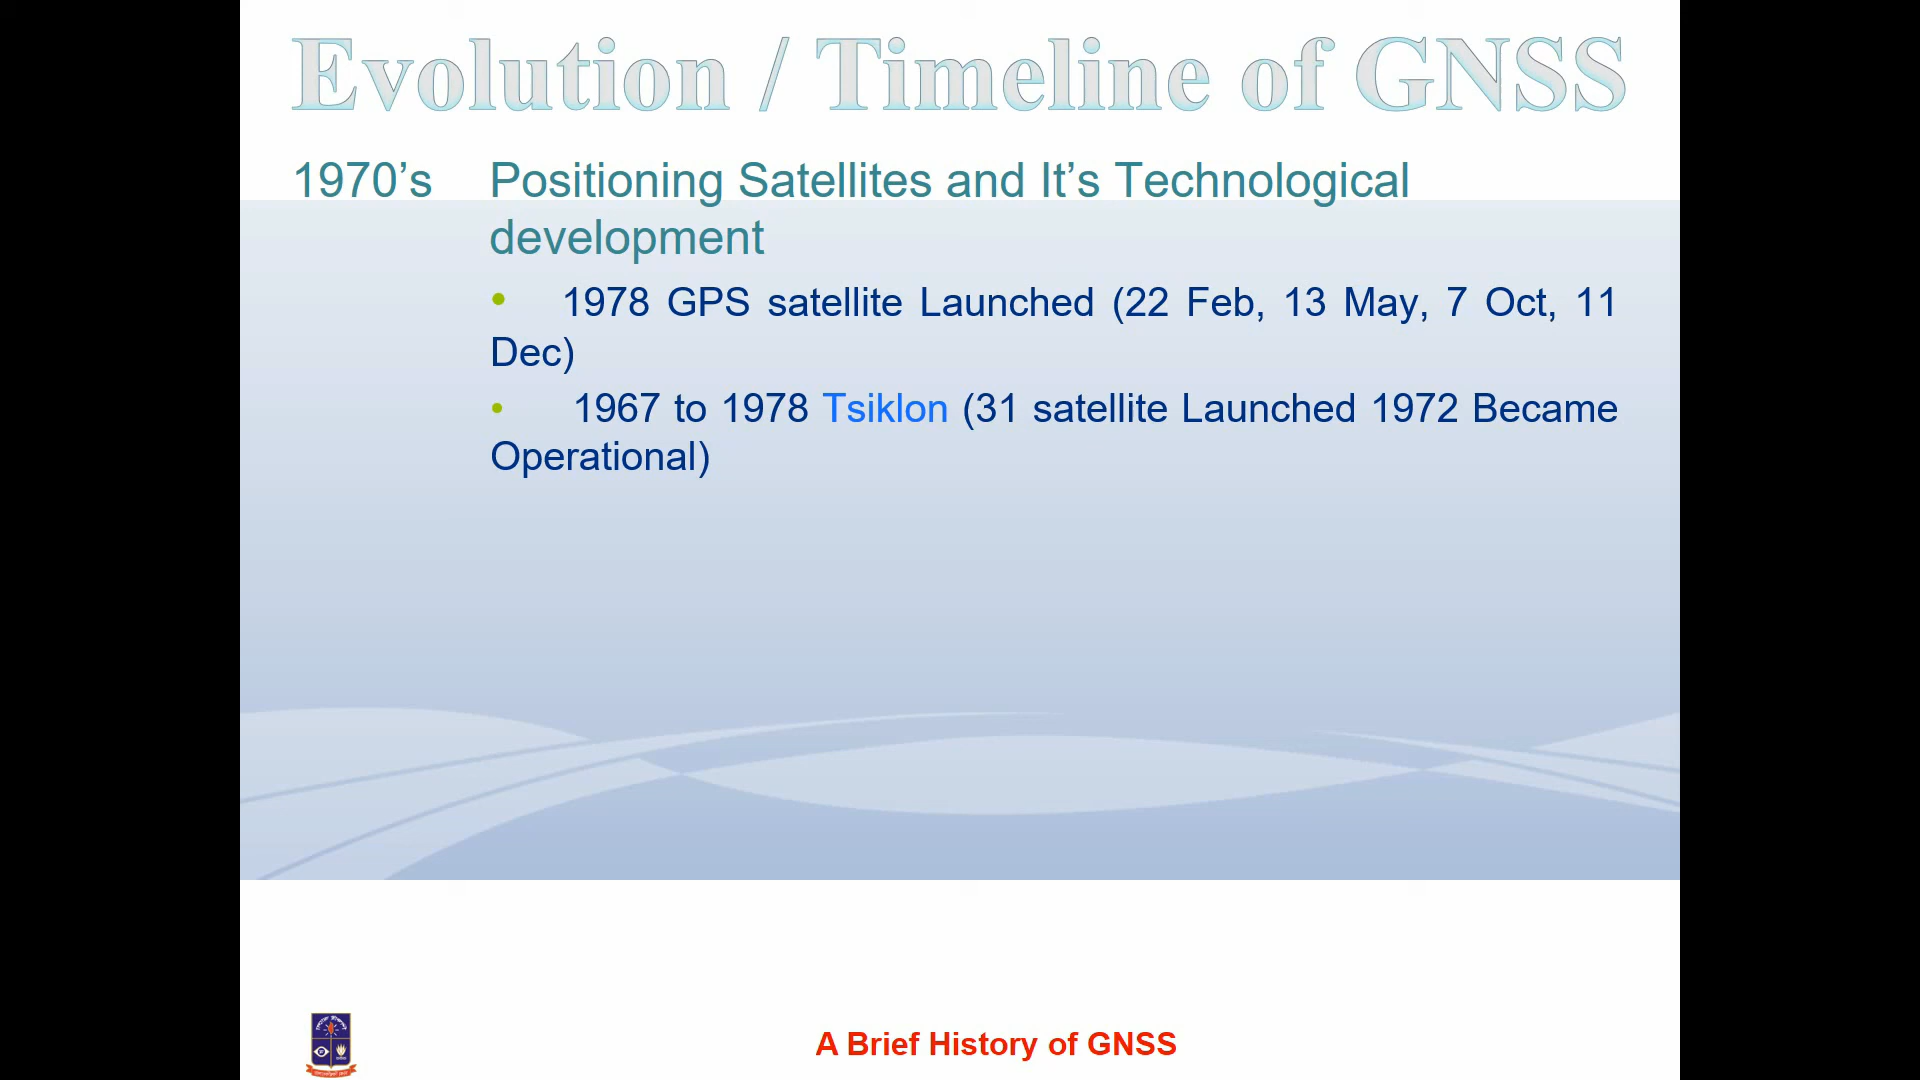 Evolution / Timeline of GNSS
1970’s Positioning Satellites and It’s Technological
development
• 1978 GPS satellite Launched (22 Feb, 13 May, 7 Oct, 11
Dec)
• 1967 to 1978 Tsiklon (31 satellite Launched 1972 Became
Operational)
A Brief History of GNSS